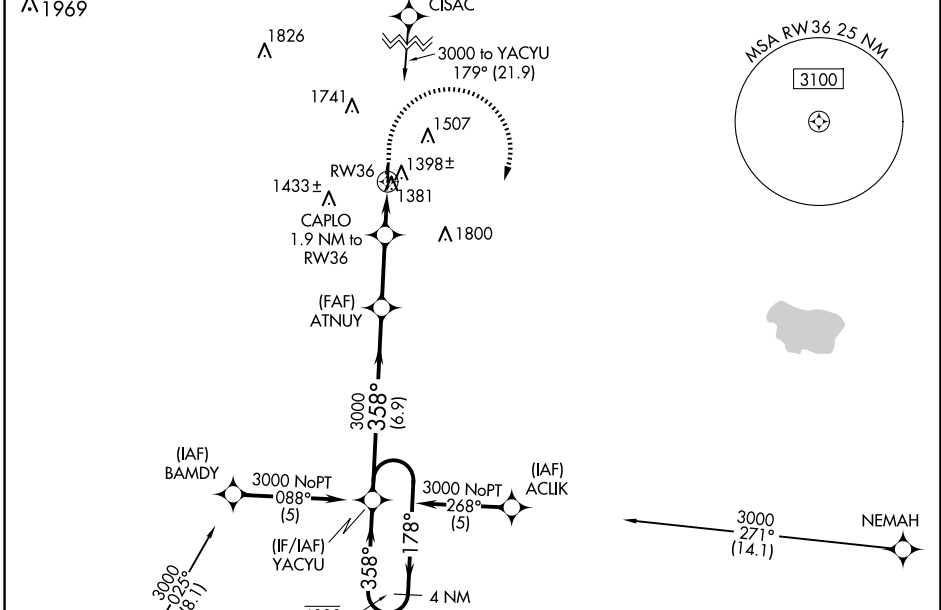 1969
CISAC
1826
3000 to YACYU
179° (21.9)
MSA RW36 25 NM
3100
1741
1507
RW36
1398±
1433±
1381
CAPLO
1.9 NM to
RW36
1800
(FAF)
ATNUY
3000
358°
(6.9)
(IAF)
BAMDY
3000 NoPT
088°
(5)
(IAF)
ACLIK
3000 NoPT
268°
(5)
(IF/IAF)
YACYU
358°
178°
NEMAH
3000
271°
(14.1)
3000
025°
4 NM